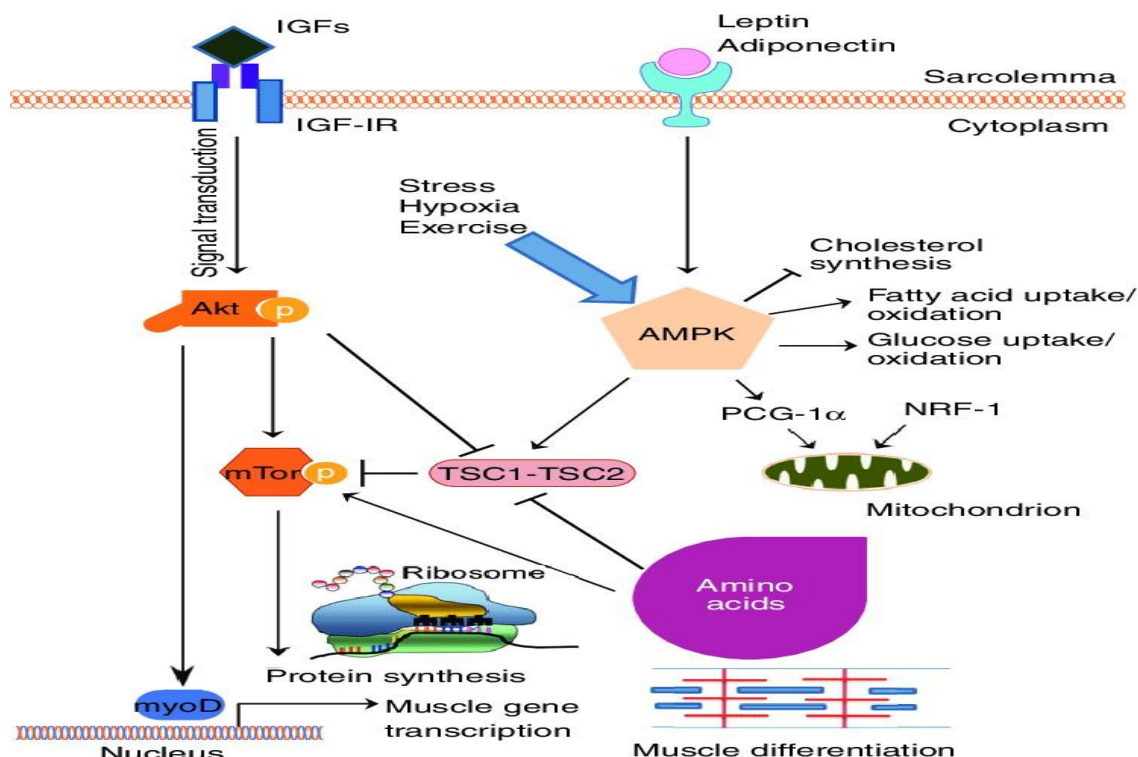 IGFs
Leptin
Adiponectin
Sarcolemma
IGF-IR
Cytoplasm
Signal transduction
Stress
Hypoxia
Exercise
Cholesterol
synthesis
Fatty acid uptake/
oxidation
Akt
p
AMPK
Glucose uptake/
oxidation
PCG-1α
NRF-1
mTor
p
TSC1-TSC2
Mitochondrion
Ribosome
Amino
acids
Protein synthesis
myoD
Muscle gene
transcription
Nucleus
Muscle differentiation